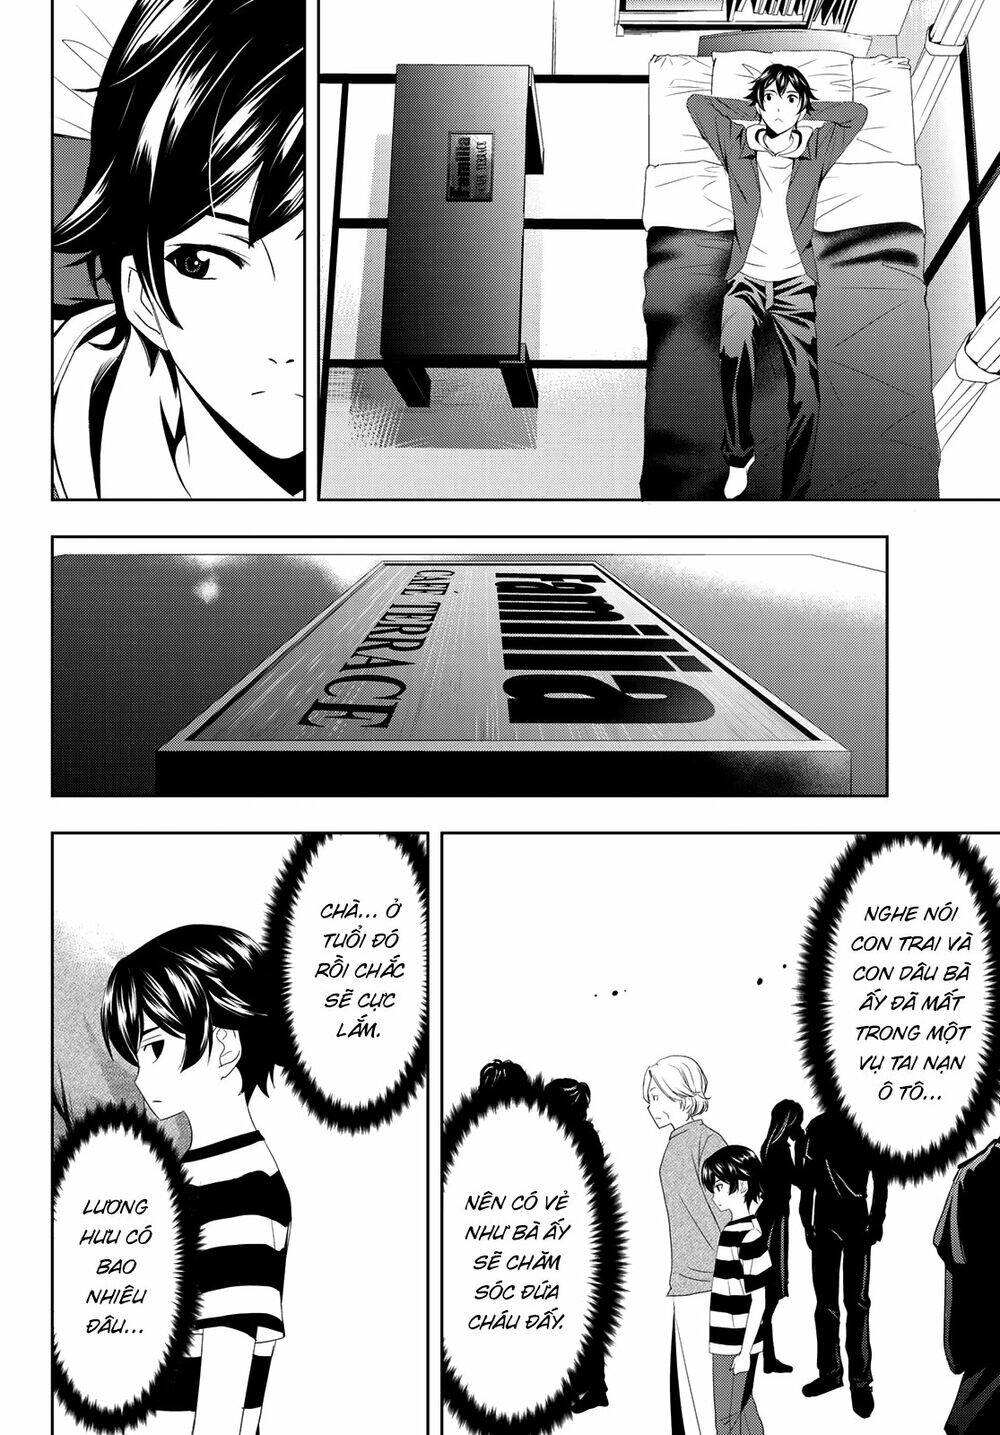 Familia
CAFÉ TERRACE
Familia
CAFÉ TERRACE
NGHE NÓI
CON TRAI VÀ
CON DÂU BÀ
ẤY ĐÃ MẤT
TRONG MỘT
VỤ TAI NẠN
Ô TÔ...
NÊN CÓ VẺ
NHƯ BÀ ẤY
SẼ CHĂM
SÓC ĐỨA
CHÁU ĐẤY.
CHÀ... Ở
TUỔI ĐÓ
RỒI CHẮC
SẼ CỰC
LẮM.
LƯƠNG
HƯU CÓ
BAO
NHIÊU
ĐÂU...